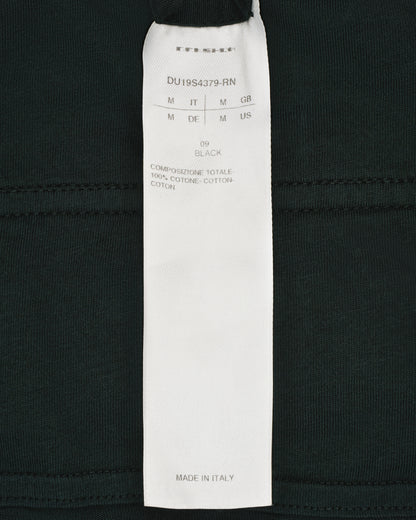 DU19S4379-RN
M IT M GB
M DE M US
09
BLACK
COMPOSIZIONE TOTALE-
100% COTONE-COTTON-
COTON
MADE IN ITALY